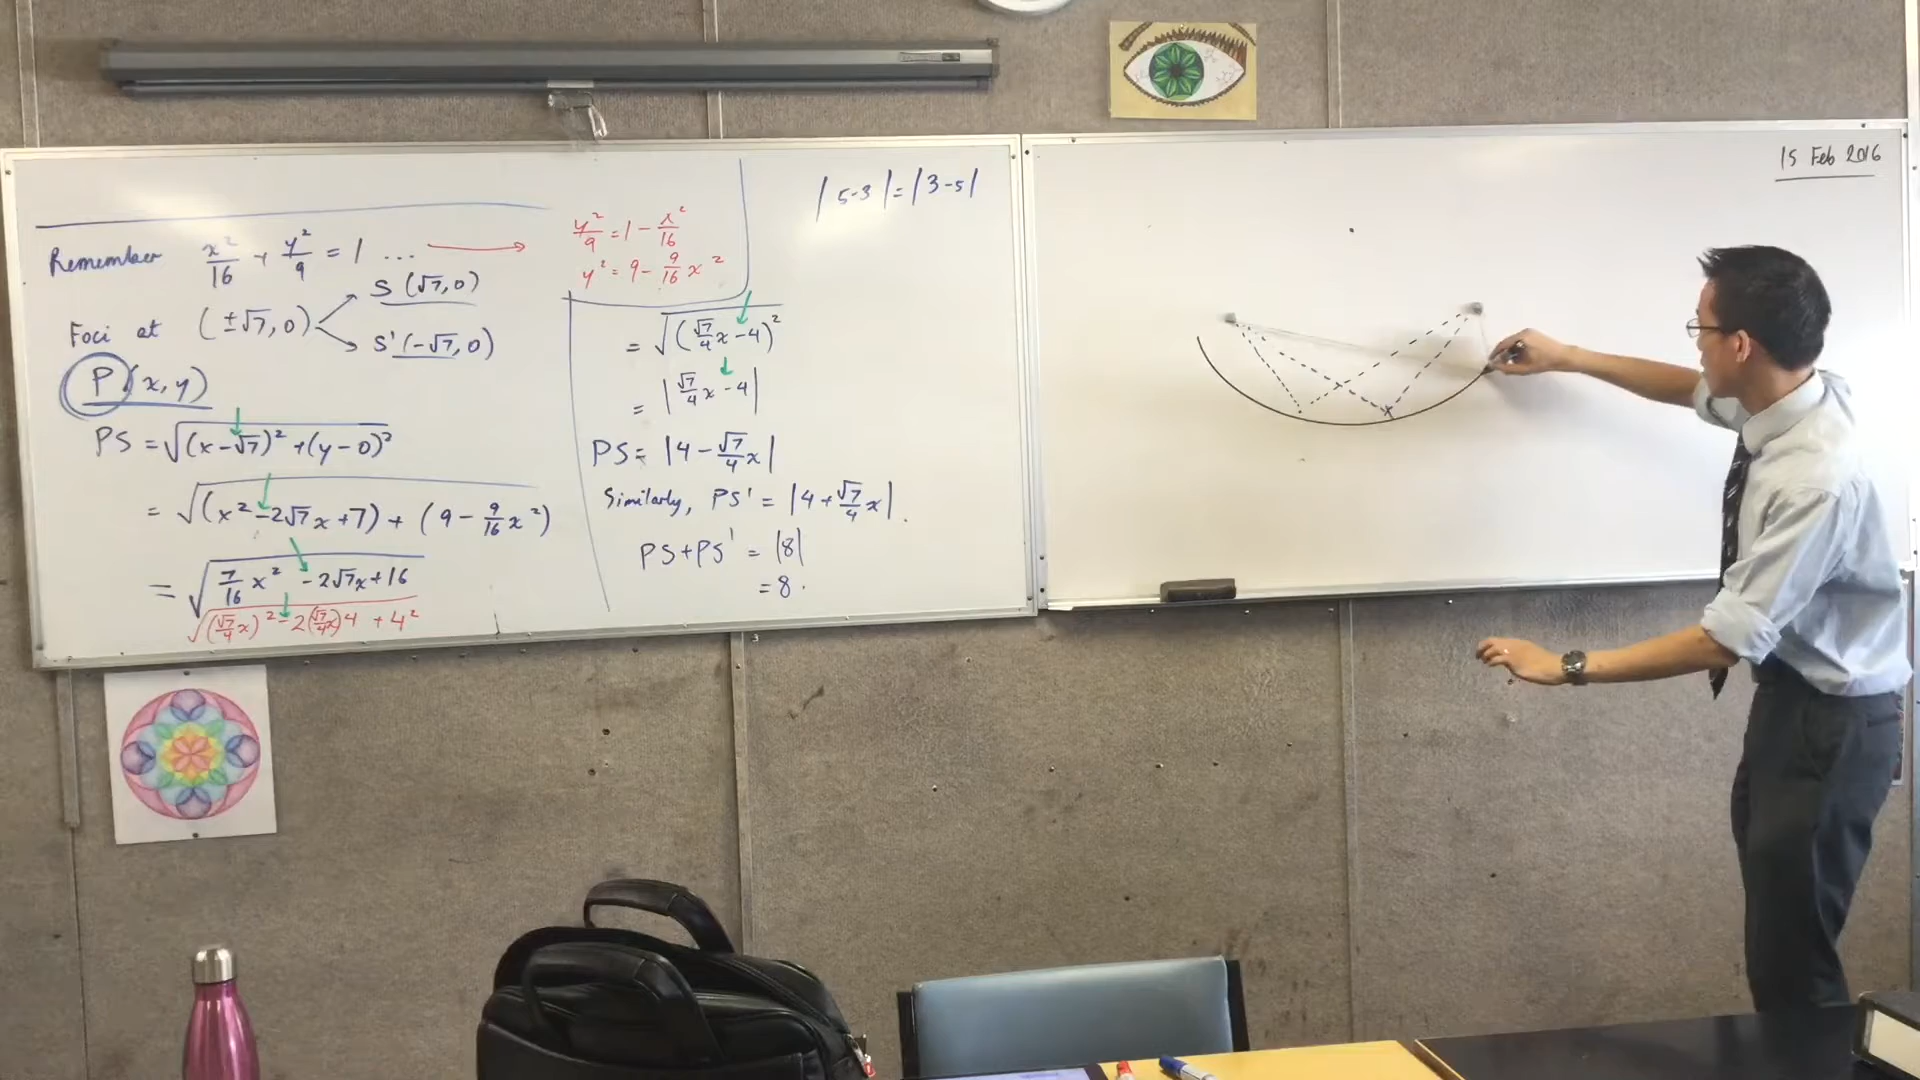 Remember x²/16 + y²/9 = 1 ...
Foci at (±√7, 0)
S (√7, 0)
S' (-√7, 0)
P (x, y)
PS = √((x-√7)² + (y-0)²)
= √((x² - 2√7x + 7) + (9 - 9/16 x²))
= √(7/16 x² - 2√7x + 16)
√((√7/4 x)² - 2(√7/4 x)4 + 4²)
y²/9 = 1 - x²/16
y² = 9 - 9/16 x²
= √((√7/4 x - 4)²)
= |√7/4 x - 4|
PS = |4 - √7/4 x|
Similarly, PS' = |4 + √7/4 x|.
PS + PS' = |8|
= 8.
|5-3| = |3-5|
15 Feb 2016